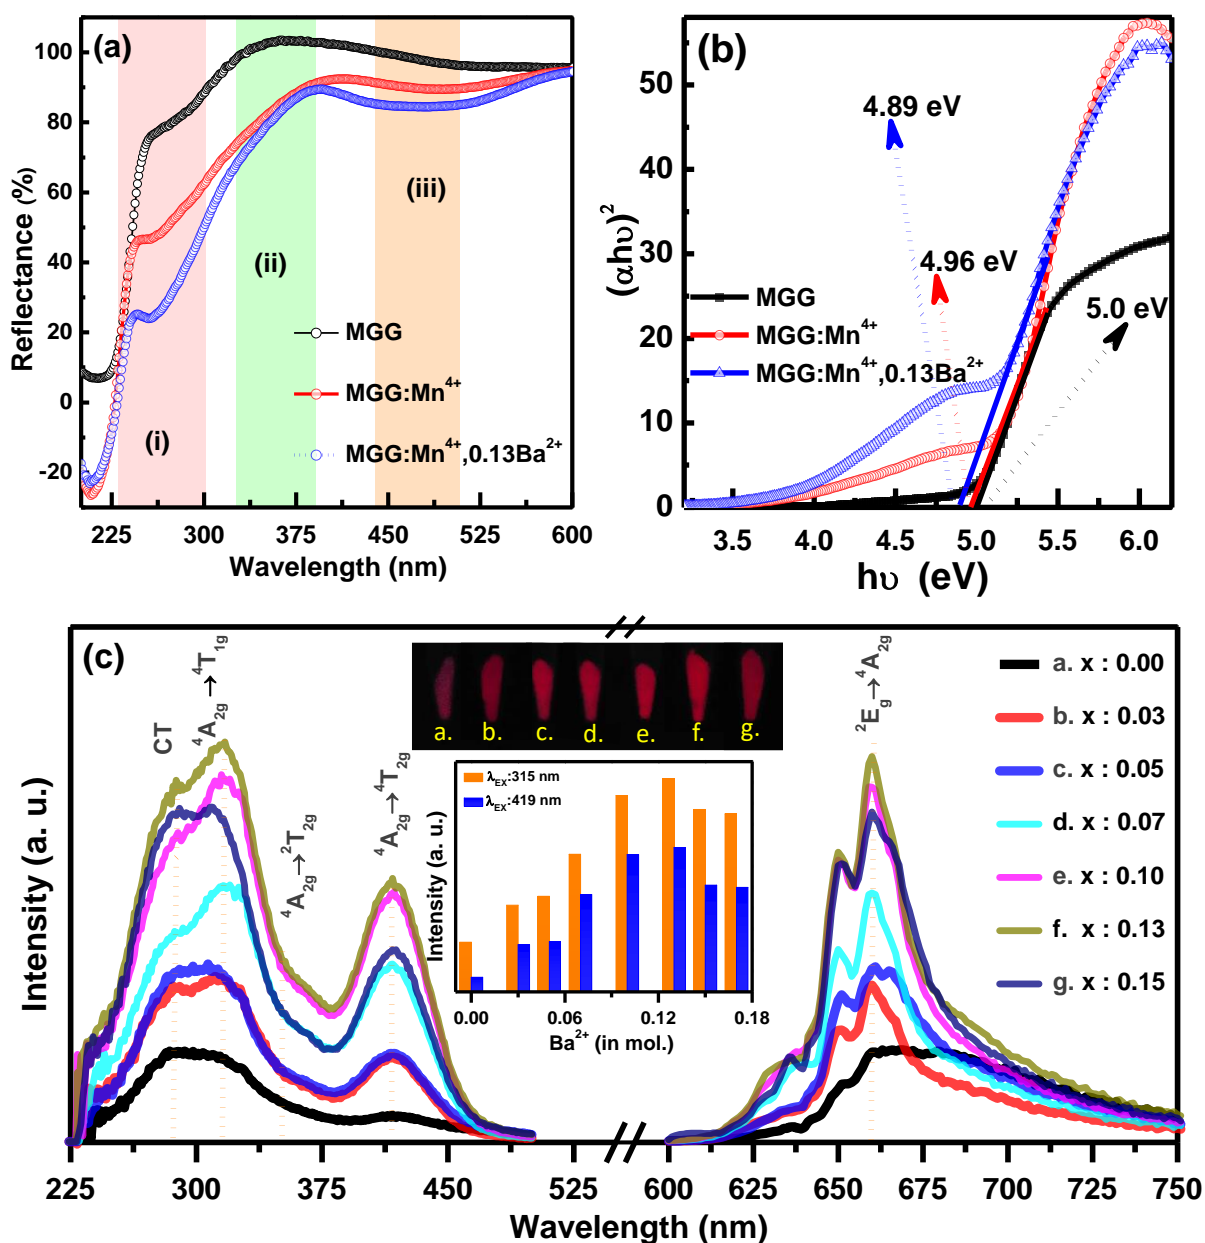 (a)
100
80
60
40
20
0
-20
Reflectance (%)
(i)
(ii)
(iii)
MGG
MGG:Mn⁴⁺
MGG:Mn⁴⁺,0.13Ba²⁺
225 300 375 450 525 600
Wavelength (nm)
(b)
50
40
30
20
10
0
(αhυ)²
4.89 eV
4.96 eV
5.0 eV
MGG
MGG:Mn⁴⁺
MGG:Mn⁴⁺,0.13Ba²⁺
3.5 4.0 4.5 5.0 5.5 6.0
hυ (eV)
(c)
Intensity (a. u.)
CT
⁴A₂g→⁴T₁g
⁴A₂g→²T₂g
⁴A₂g→⁴T₂g
²Eg→⁴A₂g
a. b. c. d. e. f. g.
λEX:315 nm
λEX:419 nm
Intensity (a. u.)
0.00 0.06 0.12 0.18
Ba²⁺ (in mol.)
a. x : 0.00
b. x : 0.03
c. x : 0.05
d. x : 0.07
e. x : 0.10
f. x : 0.13
g. x : 0.15
225 300 375 450 525 600 650 700 750
Wavelength (nm)